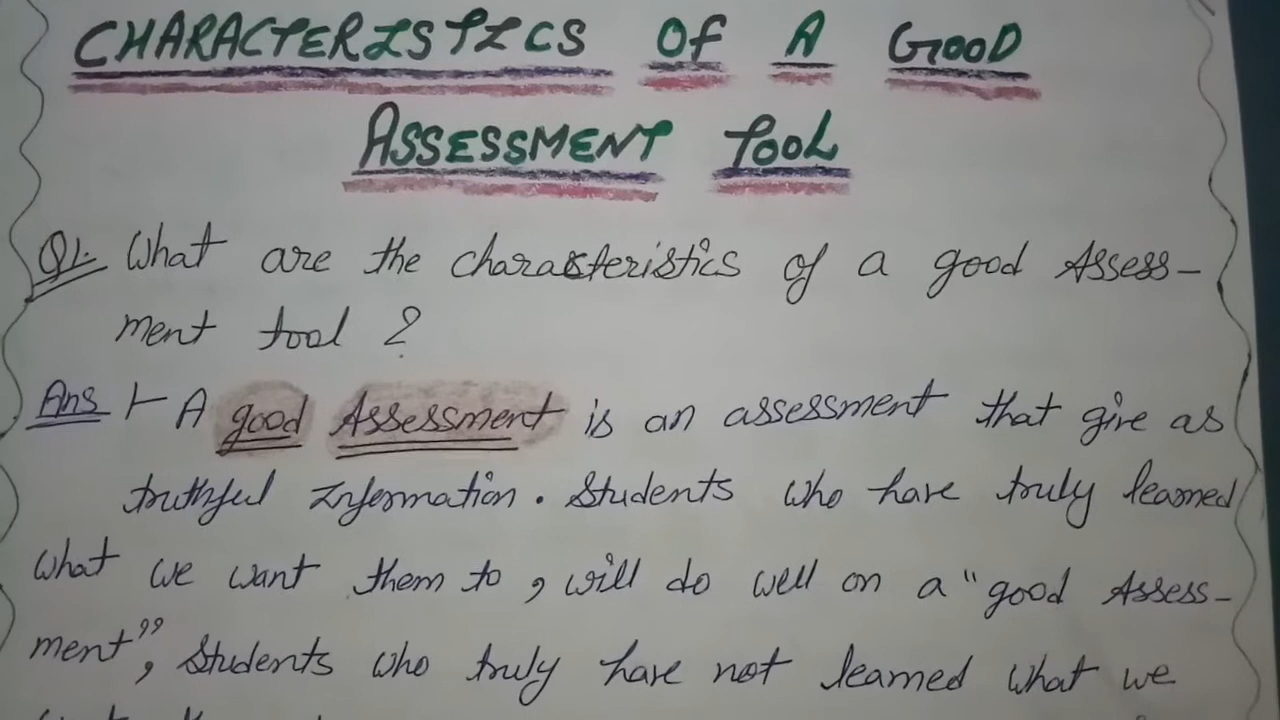 CHARACTERISTICS OF A GOOD
ASSESSMENT TOOL
Q1. What are the characteristics of a good Assess-
ment tool ?
Ans :- A good Assessment is an assessment that give as
truthful Information. Students who have truly learned
what we want them to, will do well on a "good Assess-
ment", Students who truly have not learned what we